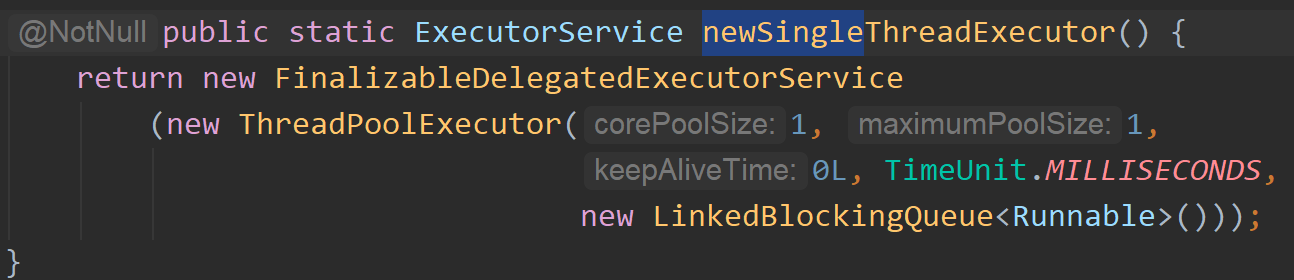 @NotNull public static ExecutorService newSingleThreadExecutor() {
return new FinalizableDelegatedExecutorService
(new ThreadPoolExecutor( corePoolSize: 1, maximumPoolSize: 1,
keepAliveTime: 0L, TimeUnit.MILLISECONDS,
new LinkedBlockingQueue<Runnable>()));
}